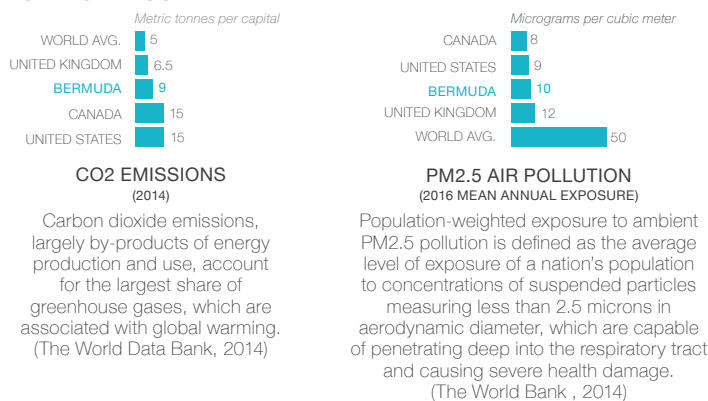 Metric tonnes per capital
WORLD AVG. 5
UNITED KINGDOM 6.5
BERMUDA 9
CANADA 15
UNITED STATES 15
CO2 EMISSIONS
(2014)
Carbon dioxide emissions,
largely by-products of energy
production and use, account
for the largest share of
greenhouse gases, which are
associated with global warming.
(The World Data Bank, 2014)
Micrograms per cubic meter
CANADA 8
UNITED STATES 9
BERMUDA 10
UNITED KINGDOM 12
WORLD AVG. 50
PM2.5 AIR POLLUTION
(2016 MEAN ANNUAL EXPOSURE)
Population-weighted exposure to ambient
PM2.5 pollution is defined as the average
level of exposure of a nation's population
to concentrations of suspended particles
measuring less than 2.5 microns in
aerodynamic diameter, which are capable
of penetrating deep into the respiratory tract
and causing severe health damage.
(The World Bank , 2014)